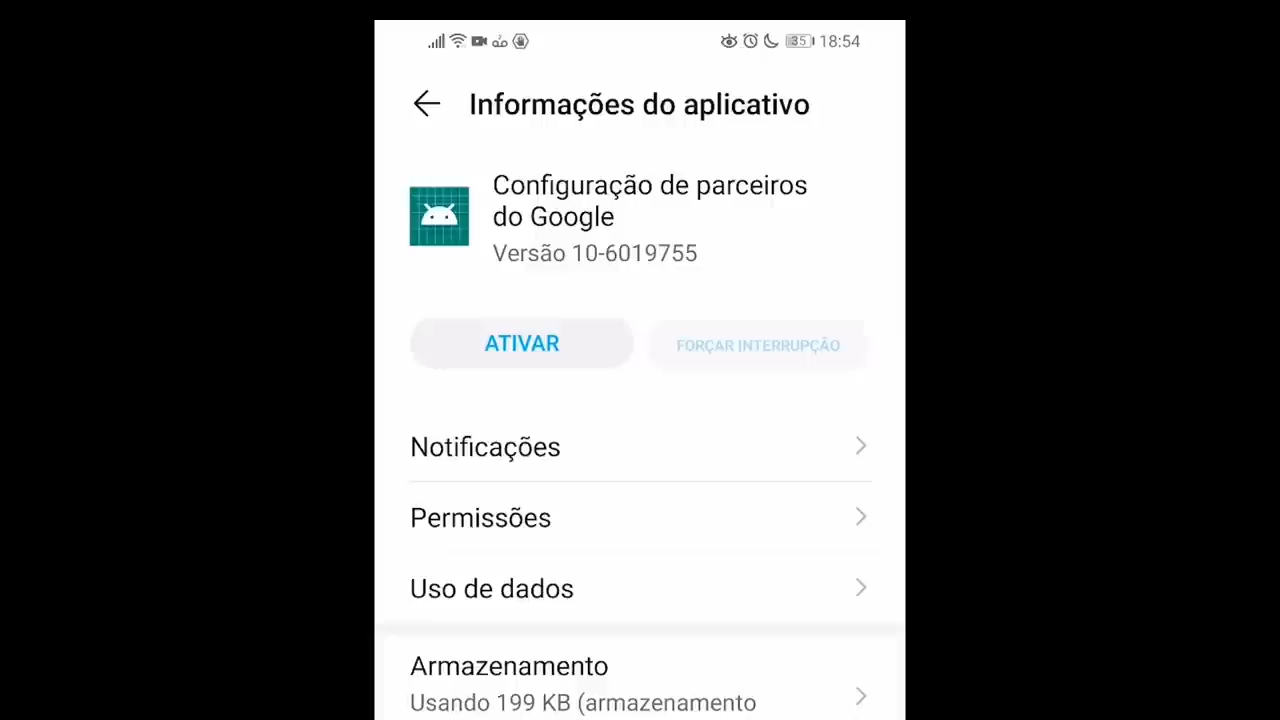 35 18:54
Informações do aplicativo
Configuração de parceiros
do Google
Versão 10-6019755
ATIVAR
FORÇAR INTERRUPÇÃO
Notificações
Permissões
Uso de dados
Armazenamento
Usando 199 KB (armazenamento